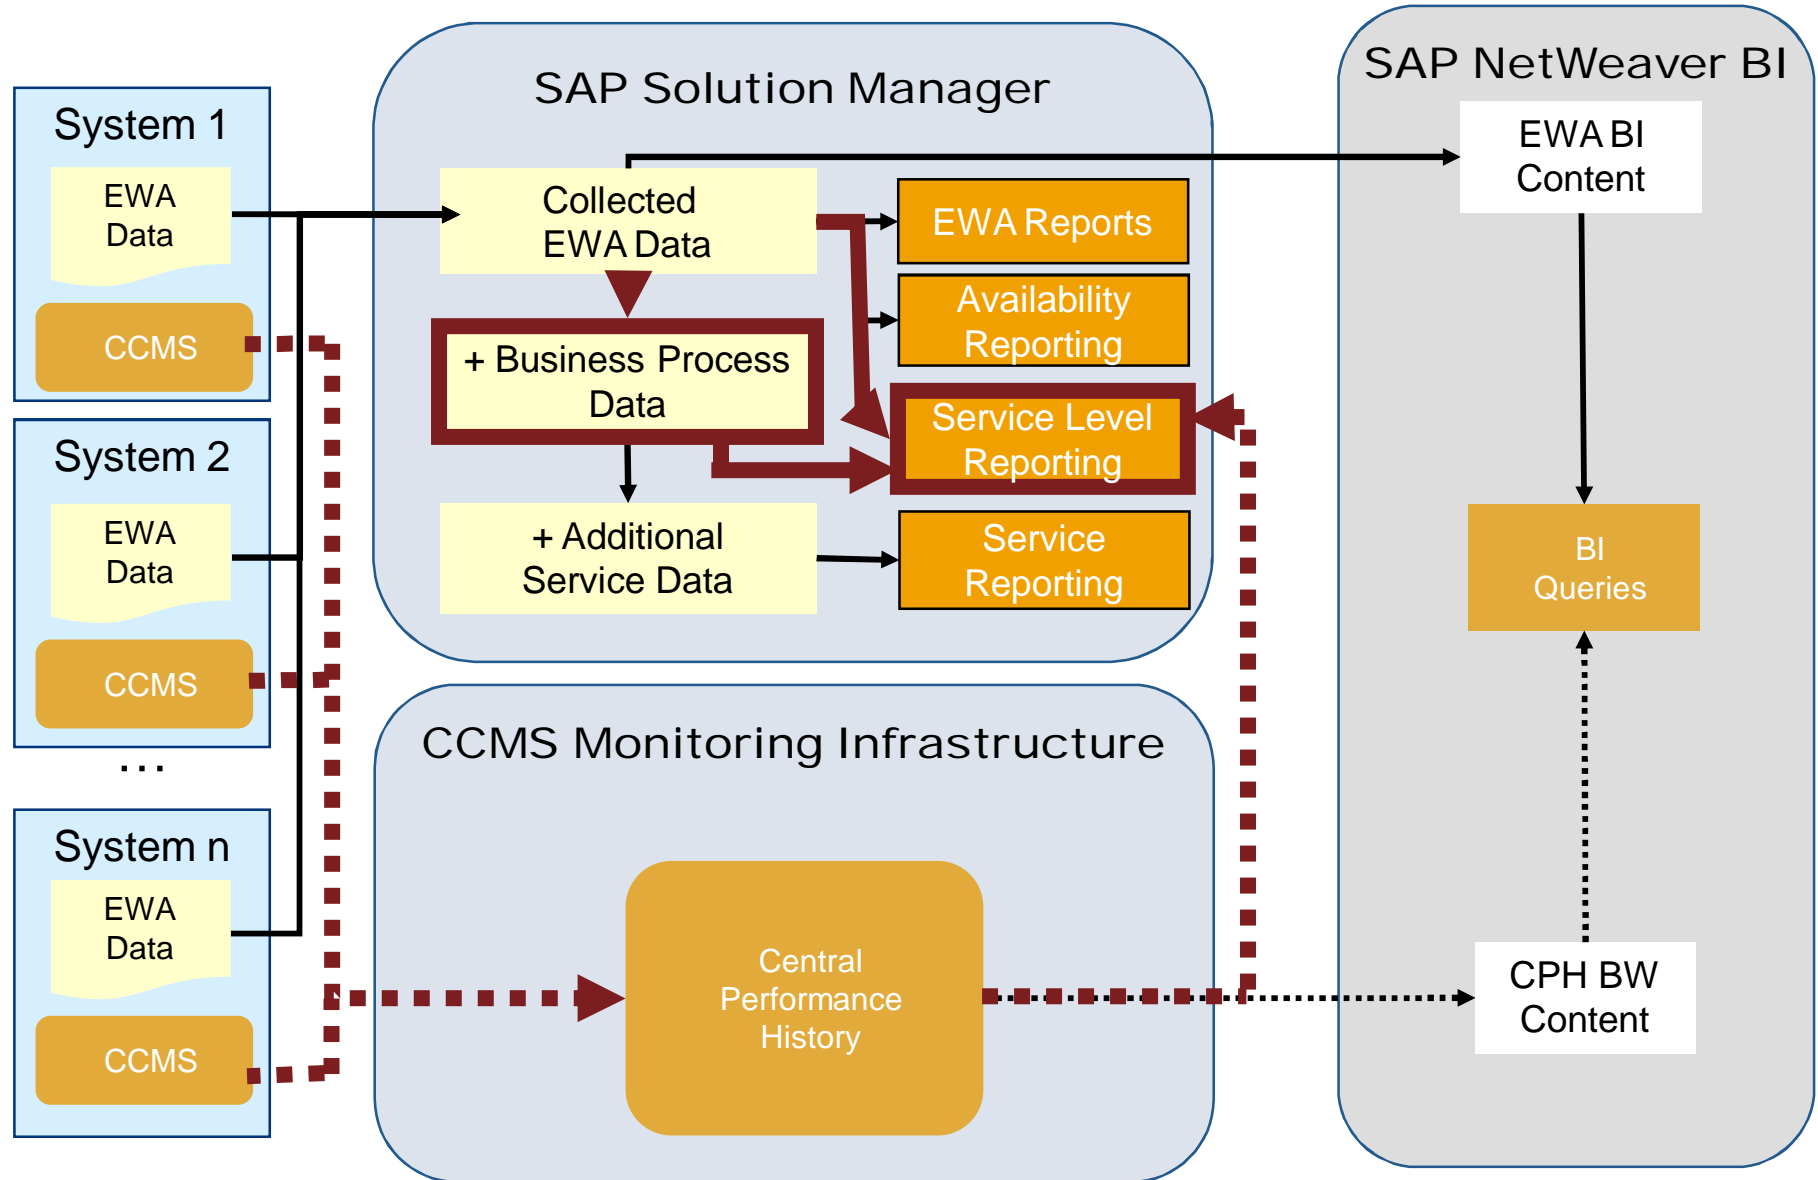 System 1
EWA
Data
CCMS
System 2
EWA
Data
CCMS
...
System n
EWA
Data
CCMS
SAP Solution Manager
Collected
EWA Data
+ Business Process
Data
+ Additional
Service Data
EWA Reports
Availability
Reporting
Service Level
Reporting
Service
Reporting
CCMS Monitoring Infrastructure
Central
Performance
History
SAP NetWeaver BI
EWA BI
Content
BI
Queries
CPH BW
Content